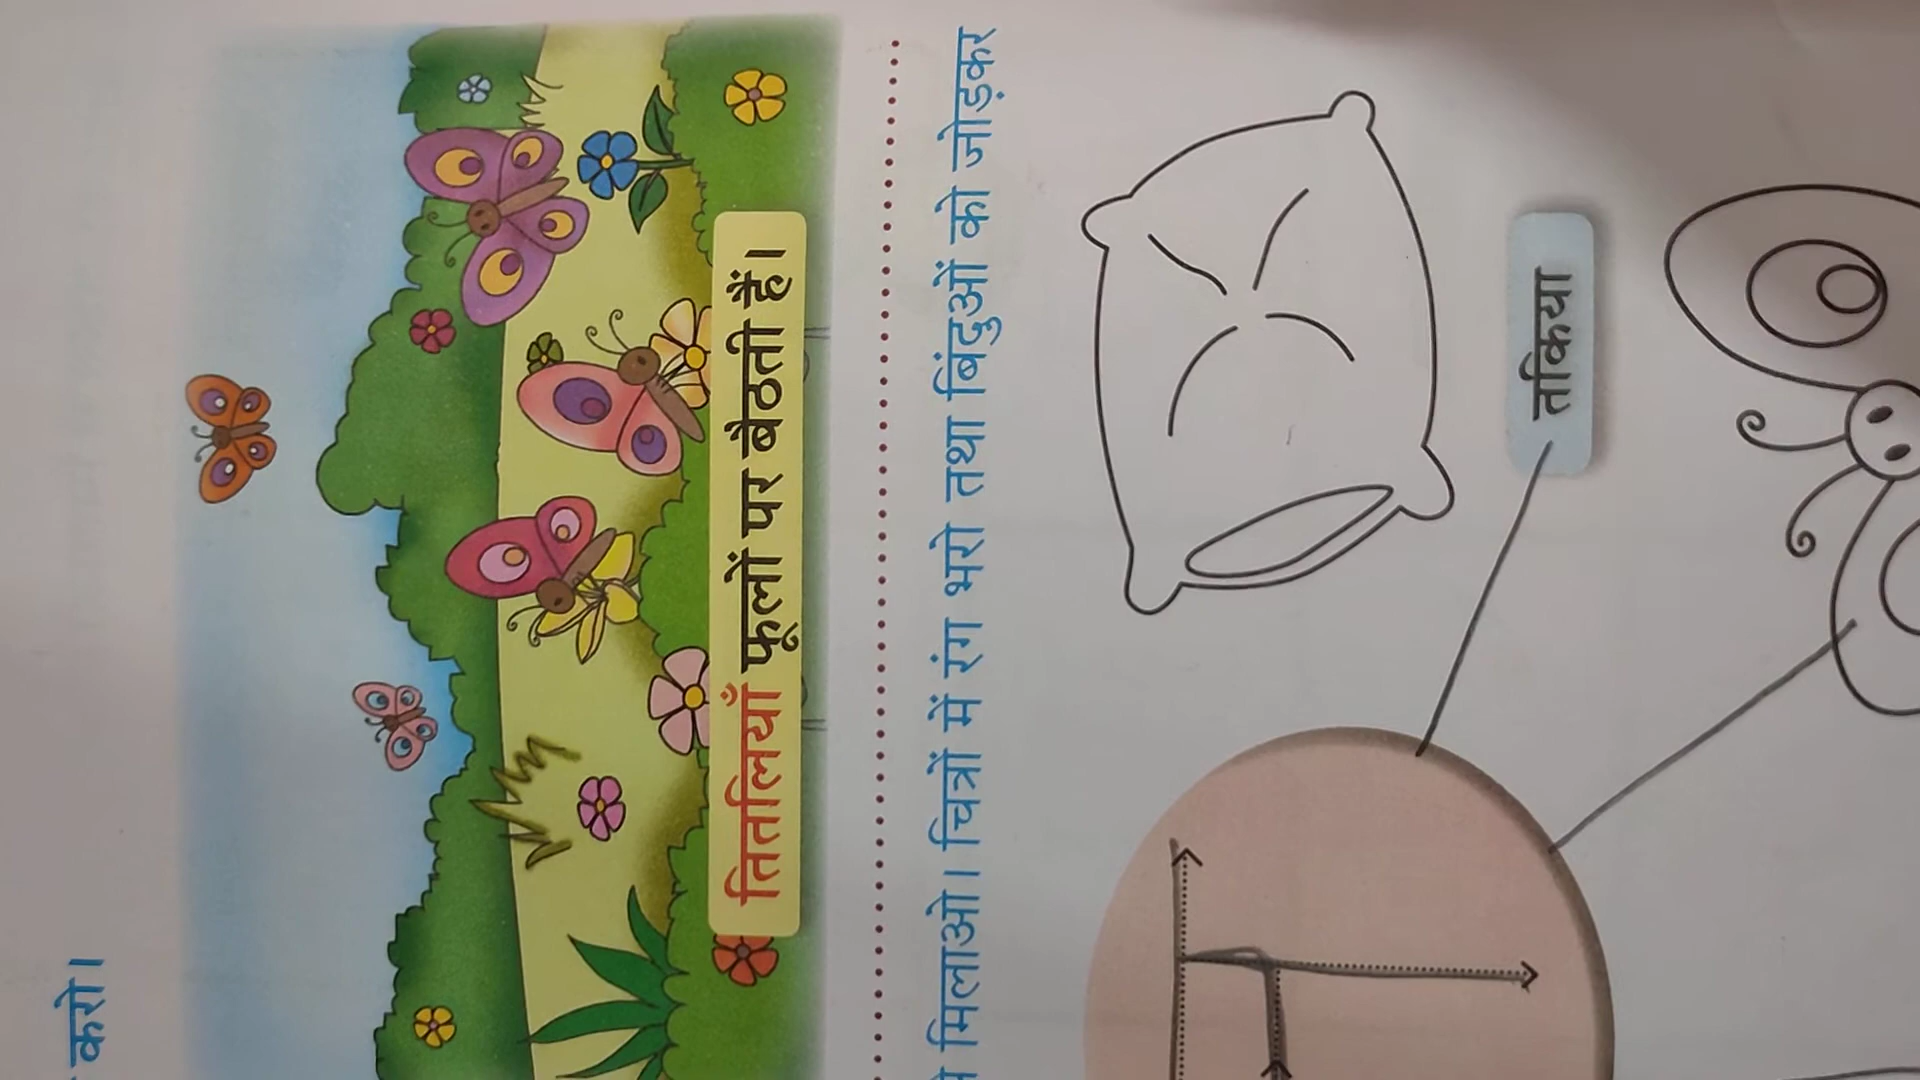 करो।
तितलियाँ फूलों पर बैठती हैं।
मिलाओ। चित्रों में रंग भरो तथा बिंदुओं को जोड़कर
तकिया